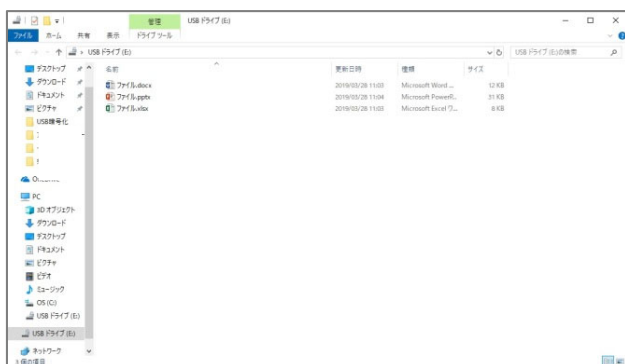 管理 USB ドライブ (E:)
ファイル ホーム 共有 表示 ドライブ ツール
USB ドライブ (E:) USB ドライブ (E:)の検索
名前 更新日時 種類 サイズ
ファイル.docx 2019/03/28 11:03 Microsoft Word ... 12 KB
ファイル.pptx 2019/03/28 11:04 Microsoft PowerP... 31 KB
ファイル.xlsx 2019/03/28 11:03 Microsoft Excel ワ... 8 KB
デスクトップ
ダウンロード
ドキュメント
ピクチャ
USB暗号化
PC
3D オブジェクト
ダウンロード
デスクトップ
ドキュメント
ピクチャ
ビデオ
ミュージック
OS (C:)
USB ドライブ (E:)
USB ドライブ (E:)
ネットワーク
3 個の項目